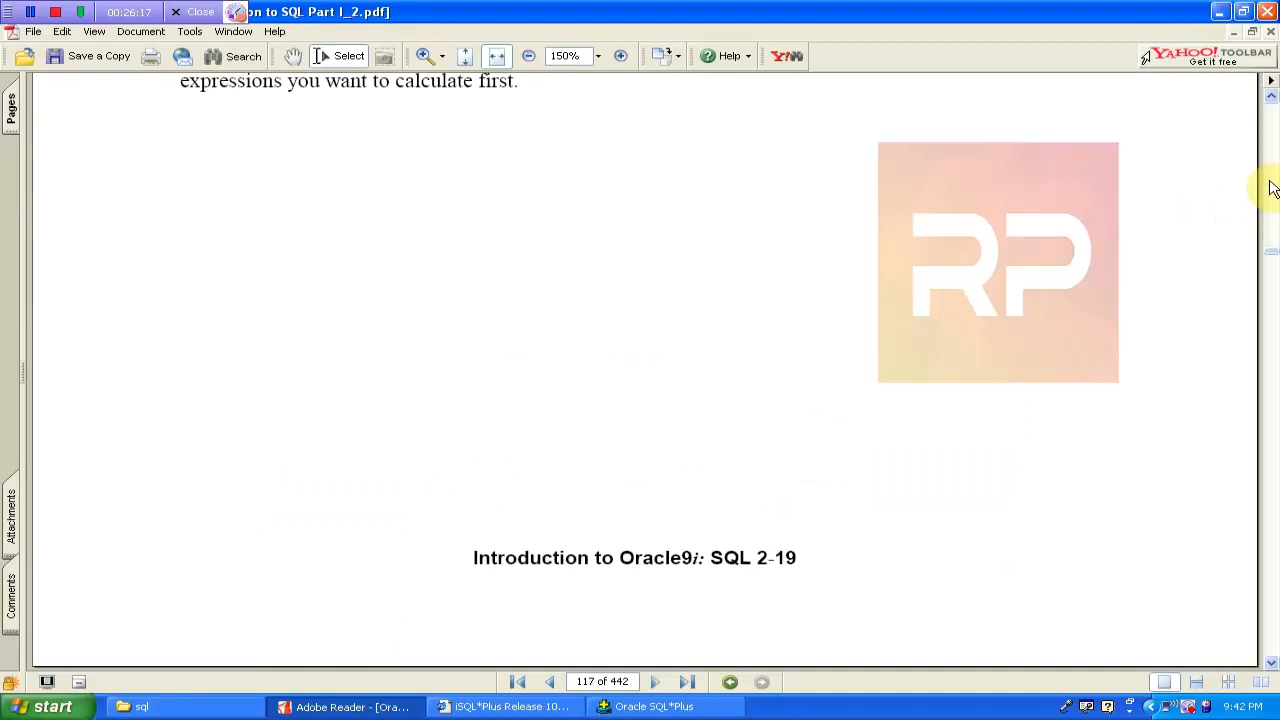 00:26:17
Close
on to SQL Part I_2.pdf]
File Edit View Document Tools Window Help
Save a Copy
Search
Select
150%
Help
Y!
YAHOO! TOOLBAR
Get it free
Pages
expressions you want to calculate first.
RP
Attachments
Comments
Introduction to Oracle9i: SQL 2-19
117 of 442
start
sql
Adobe Reader - [Ora...
iSQL*Plus Release 10...
Oracle SQL*Plus
9:42 PM